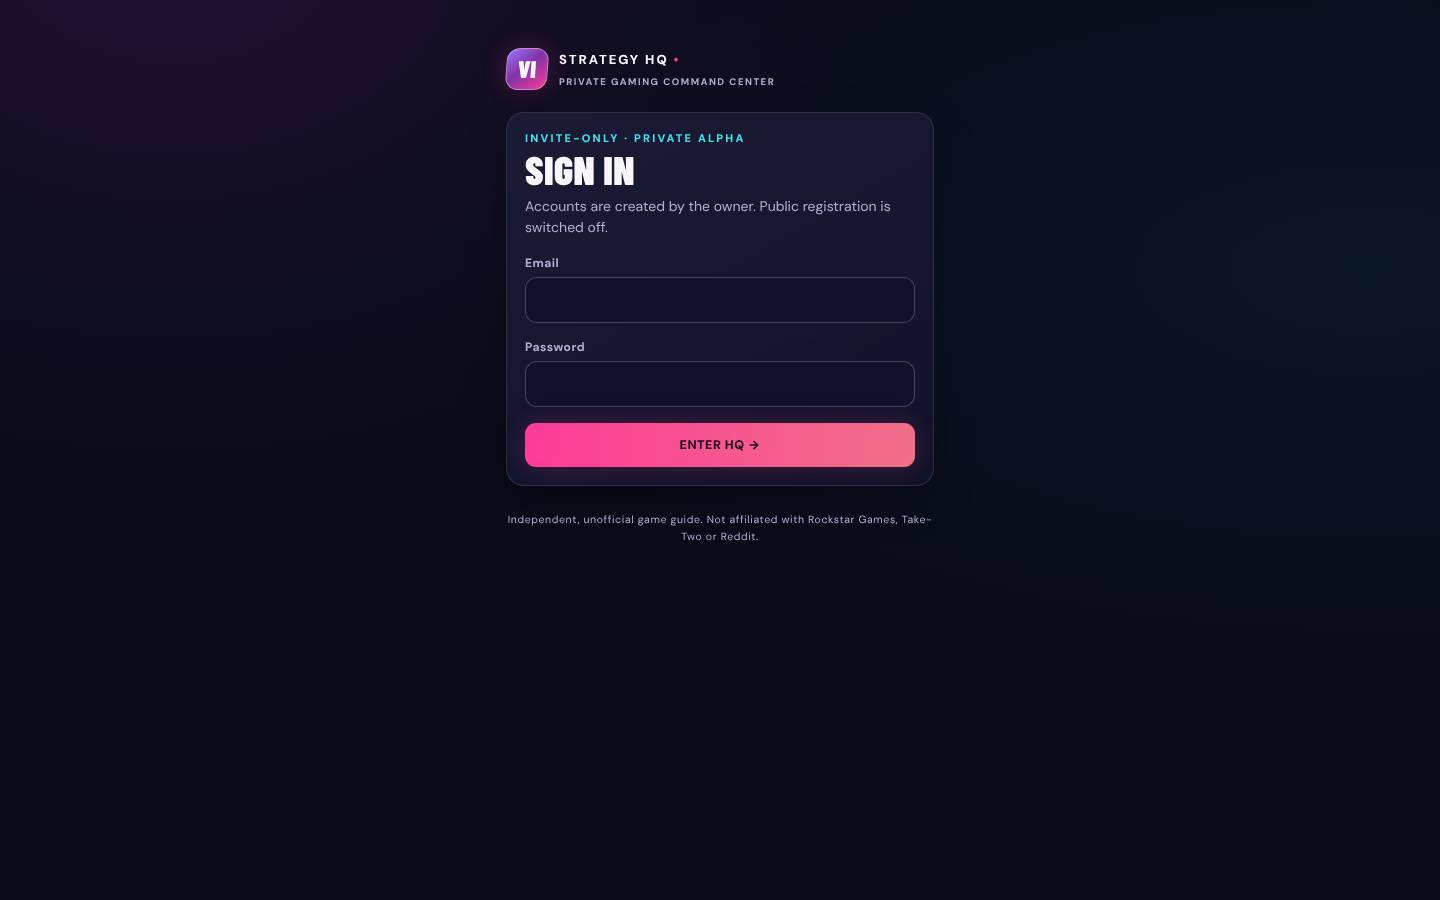 VI
STRATEGY HQ •
PRIVATE GAMING COMMAND CENTER
INVITE-ONLY · PRIVATE ALPHA
SIGN IN
Accounts are created by the owner. Public registration is
switched off.
Email
Password
ENTER HQ →
Independent, unofficial game guide. Not affiliated with Rockstar Games, Take-
Two or Reddit.